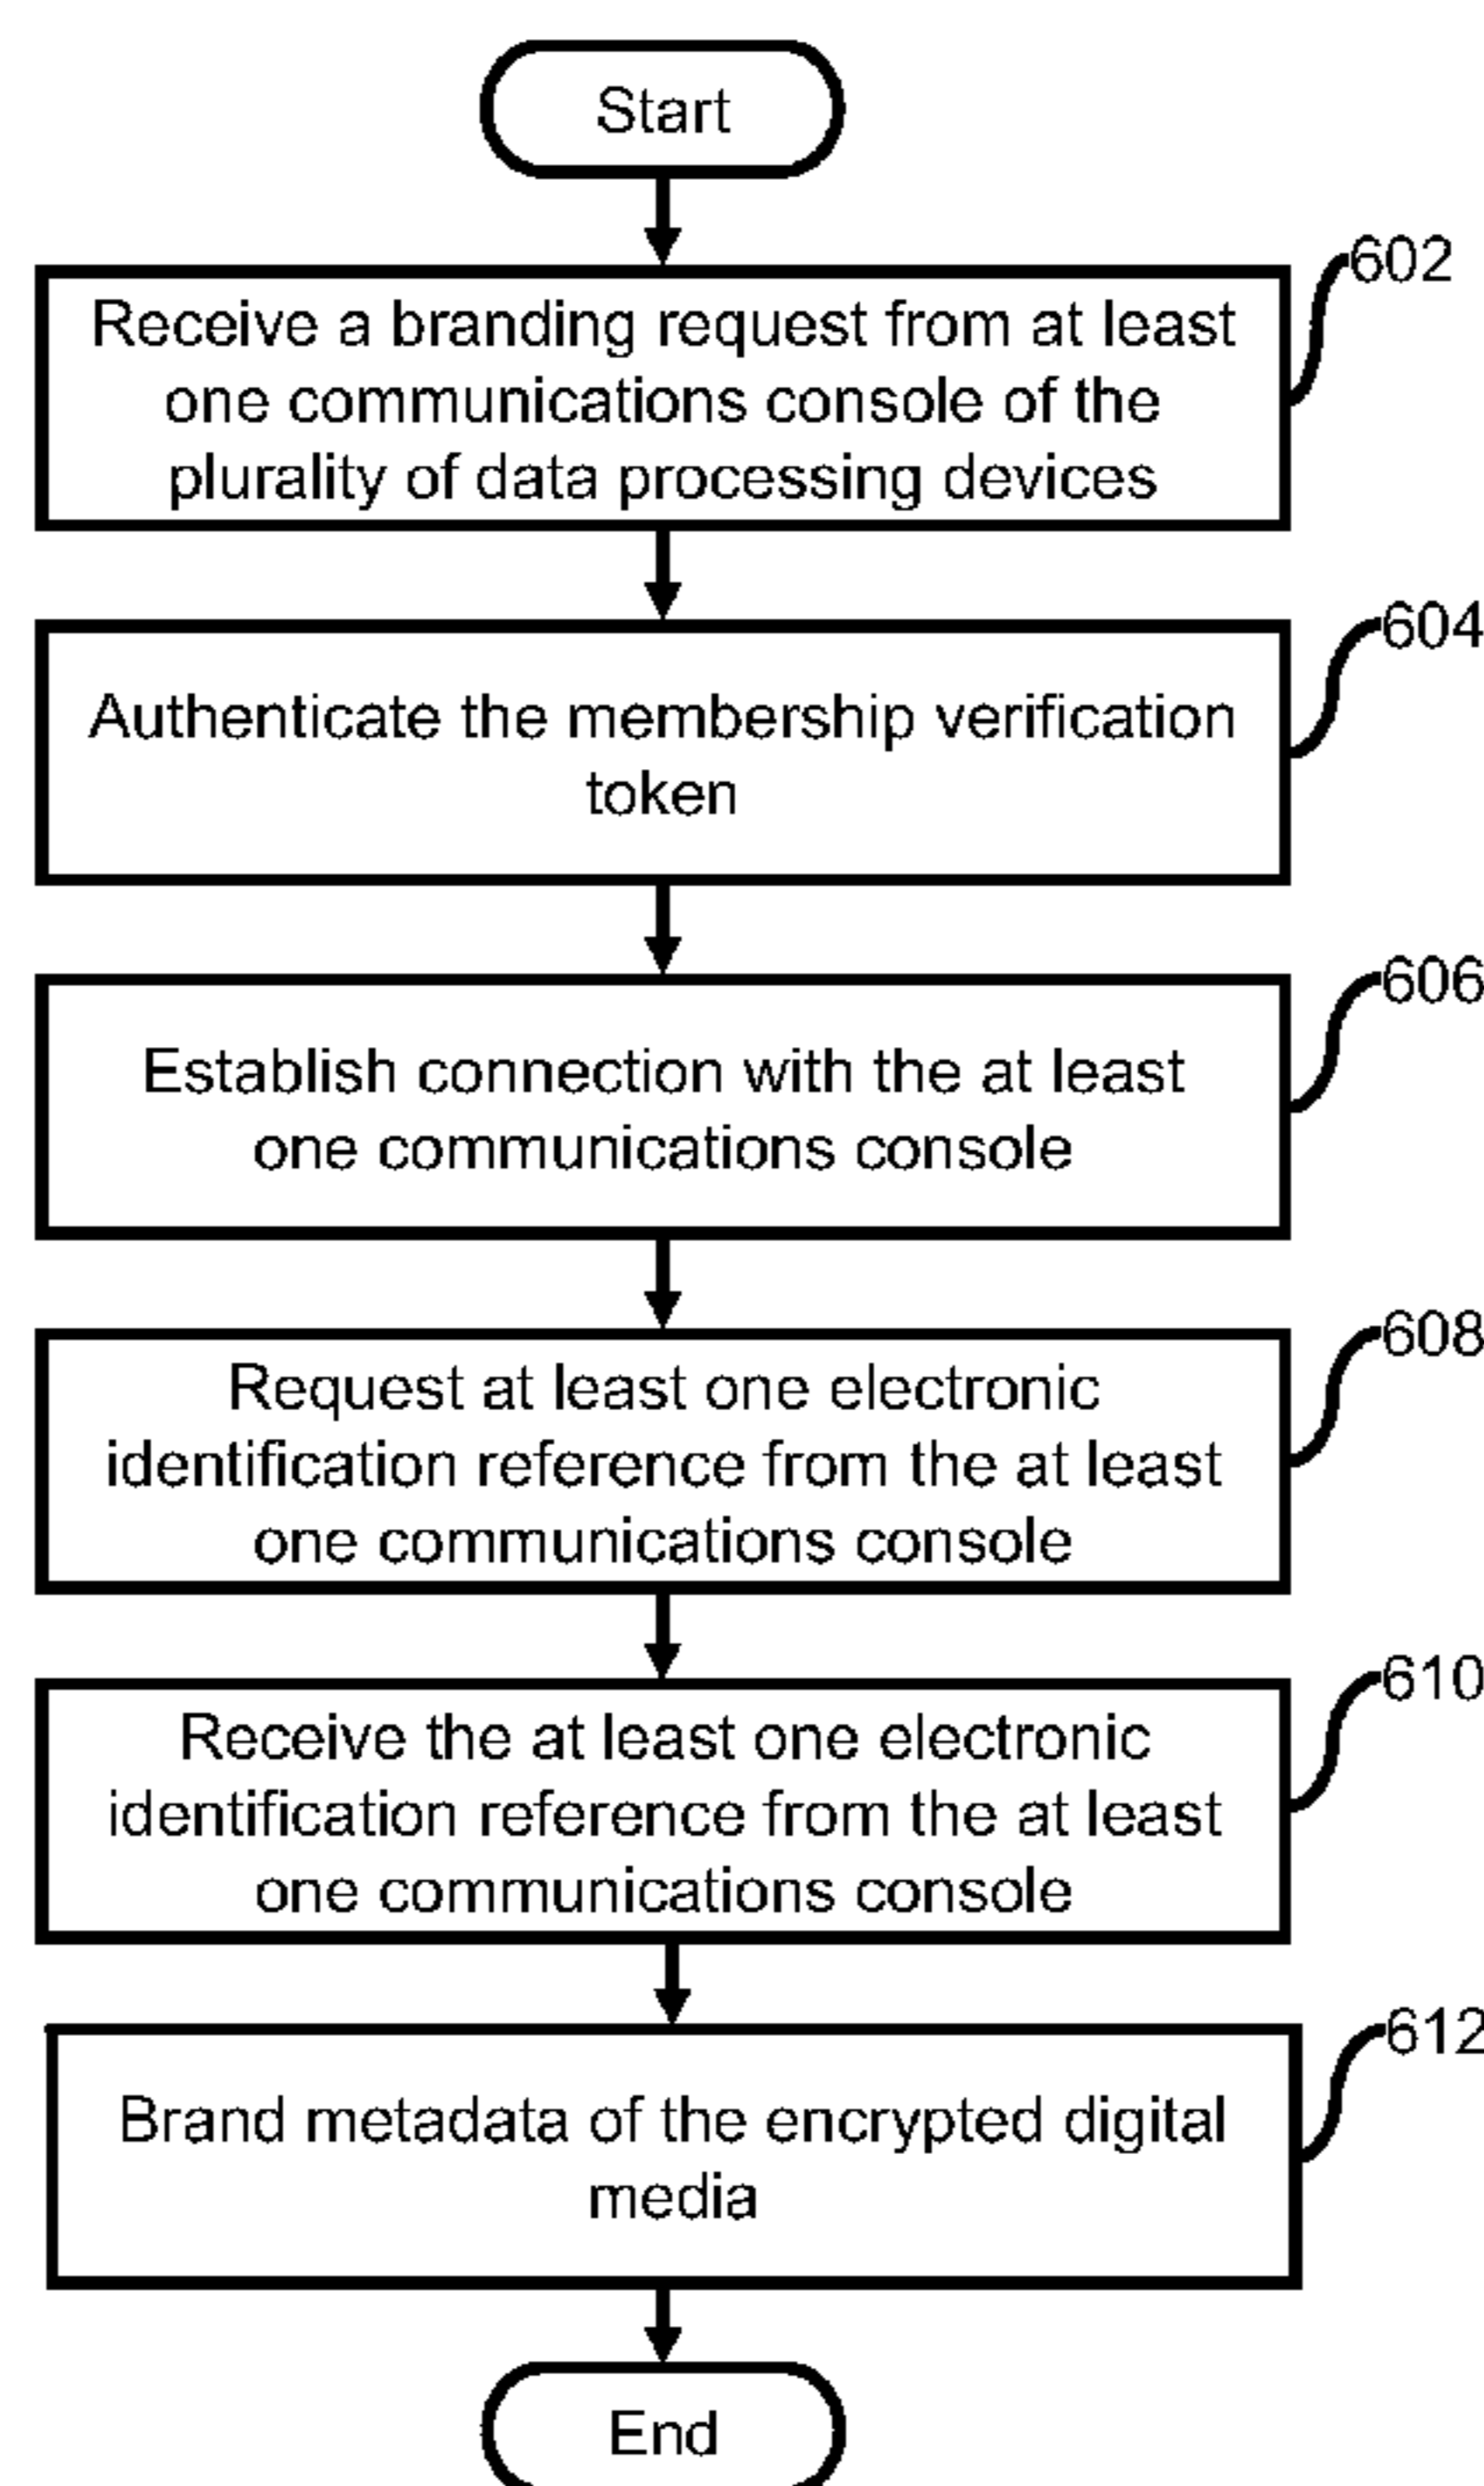 Start
602
Receive a branding request from at least
one communications console of the
plurality of data processing devices
604
Authenticate the membership verification
token
606
Establish connection with the at least
one communications console
608
Request at least one electronic
identification reference from the at least
one communications console
610
Receive the at least one electronic
identification reference from the at least
one communications console
612
Brand metadata of the encrypted digital
media
End